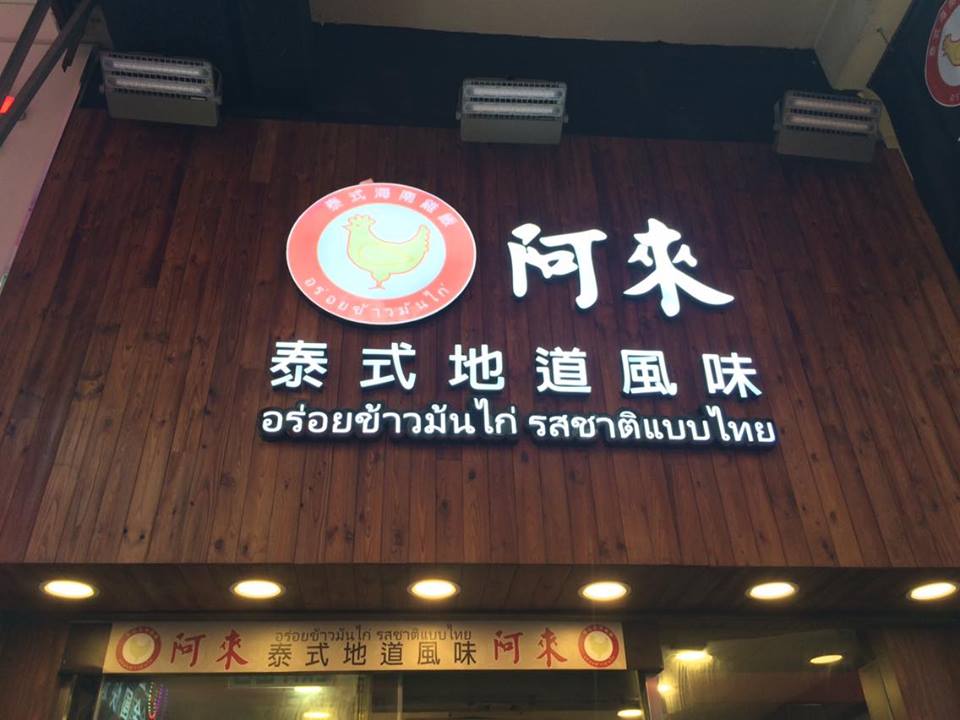 泰式海南雞飯
อร่อยข้าวมันไก่
阿來
泰式地道風味
อร่อยข้าวมันไก่ รสชาติแบบไทย
阿來
อร่อยข้าวมันไก่ รสชาติแบบไทย
泰式地道風味
阿來